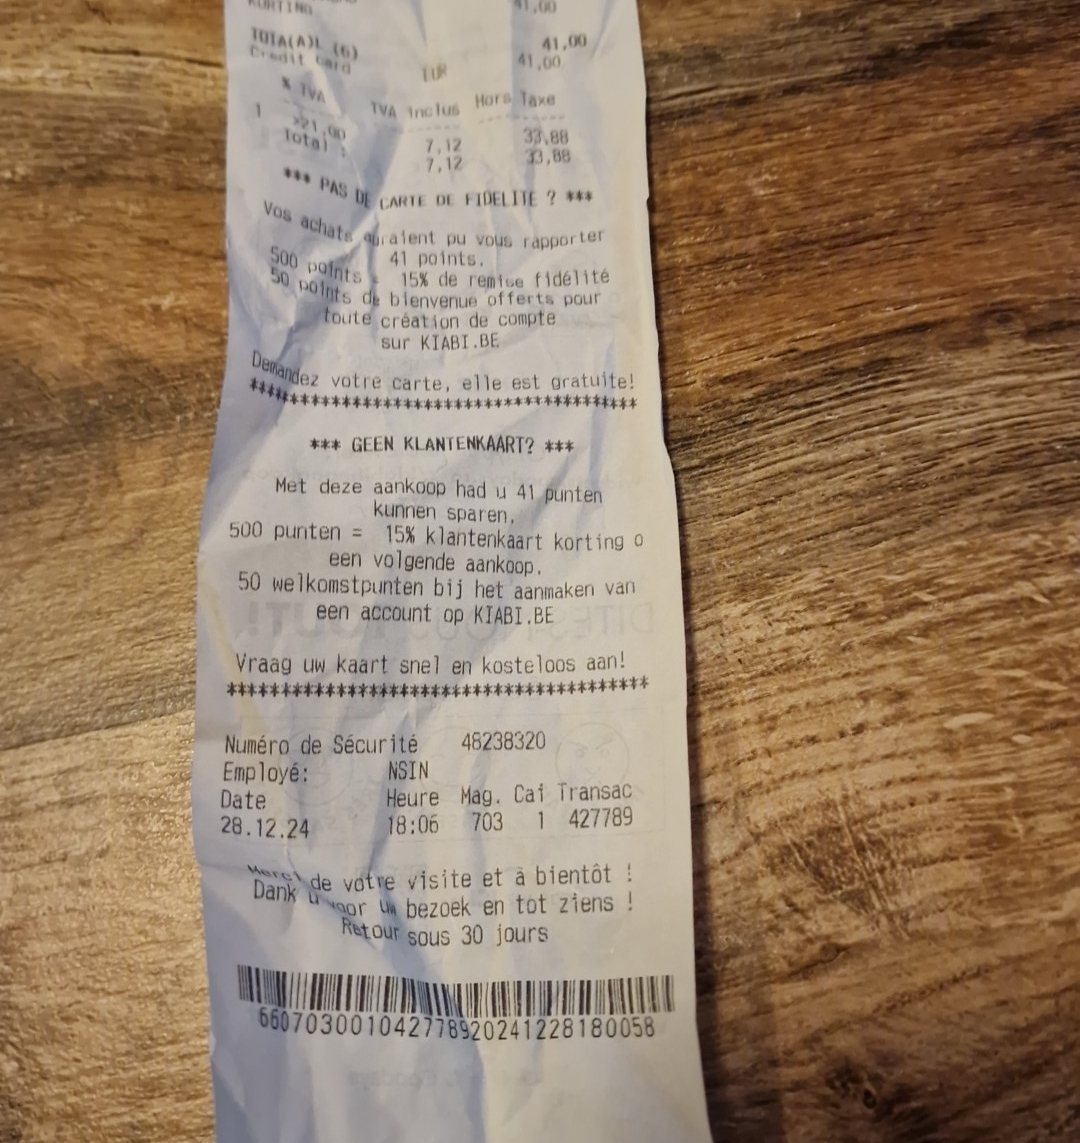 KORTING 41,00
TOTA(A)L (6) 41,00
Credit card EUR 41,00
% TVA TVA inclus Hors Taxe
1 >21,00 7,12 33,88
Total : 7,12 33,88
*** PAS DE CARTE DE FIDELITE ? ***
Vos achats auraient pu vous rapporter
41 points.
500 points = 15% de remise fidélité
50 points de bienvenue offerts pour
toute création de compte
sur KIABI.BE
Demandez votre carte, elle est gratuite!
****************************************
*** GEEN KLANTENKAART? ***
Met deze aankoop had u 41 punten
kunnen sparen,
500 punten = 15% klantenkaart korting o
een volgende aankoop.
50 welkomstpunten bij het aanmaken van
een account op KIABI.BE
Vraag uw kaart snel en kosteloos aan!
****************************************
Numéro de Sécurité 48238320
Employé: NSIN
Date Heure Mag. Cai Transac
28.12.24 18:06 703 1 427789
Merci de votre visite et à bientôt !
Dank u voor uw bezoek en tot ziens !
Retour sous 30 jours
660703001042778920241228180058